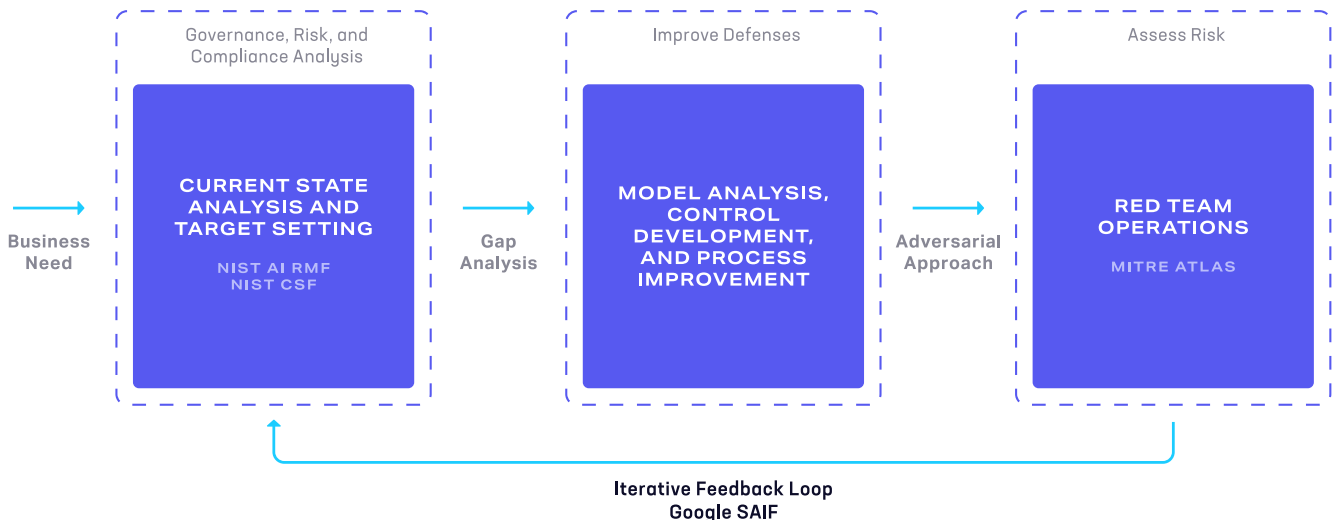 Governance, Risk, and
Compliance Analysis
Improve Defenses
Assess Risk
Business
Need
CURRENT STATE
ANALYSIS AND
TARGET SETTING
NIST AI RMF
NIST CSF
Gap
Analysis
MODEL ANALYSIS,
CONTROL
DEVELOPMENT,
AND PROCESS
IMPROVEMENT
Adversarial
Approach
RED TEAM
OPERATIONS
MITRE ATLAS
Iterative Feedback Loop
Google SAIF